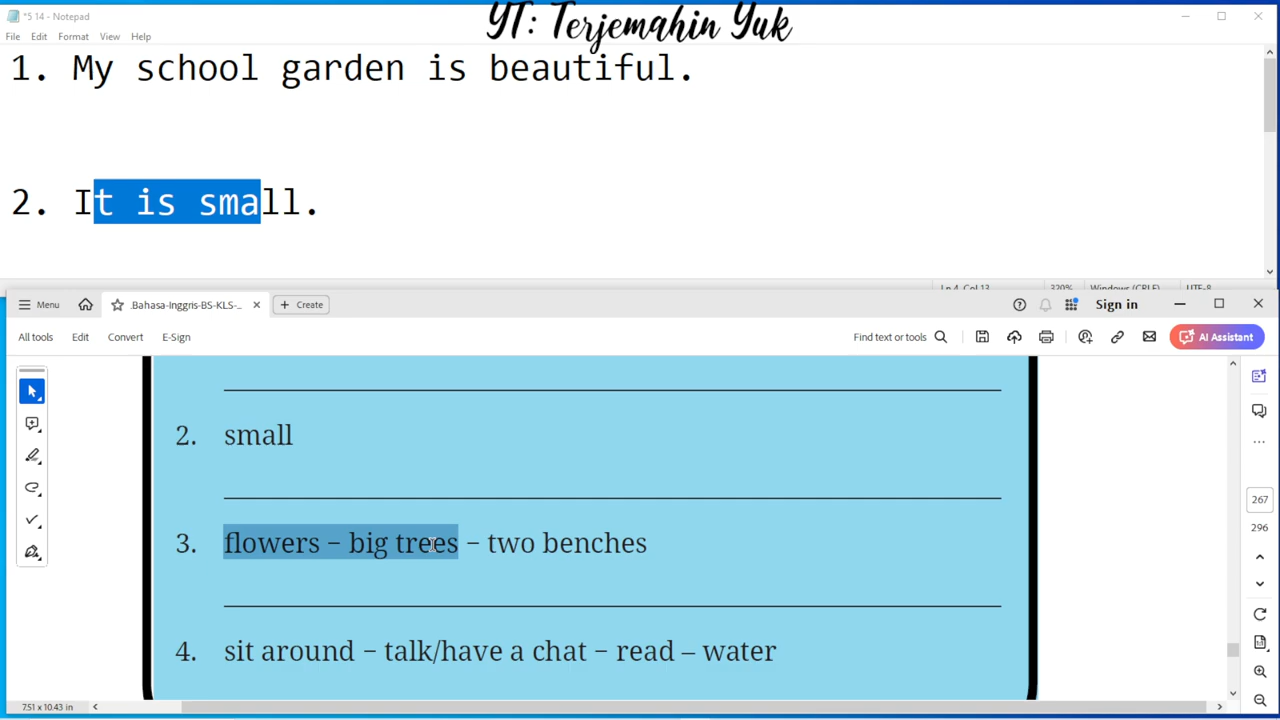 *5 14 - Notepad
YT: Terjemahin Yuk
File Edit Format View Help
1. My school garden is beautiful.
2. It is small.
Menu
Bahasa-Inggris-BS-KLS-...
+ Create
Sign in
All tools Edit Convert E-Sign
Find text or tools
AI Assistant
2. small
3. flowers – big trees – two benches
4. sit around – talk/have a chat – read – water
267
296
7.51 x 10.43 in